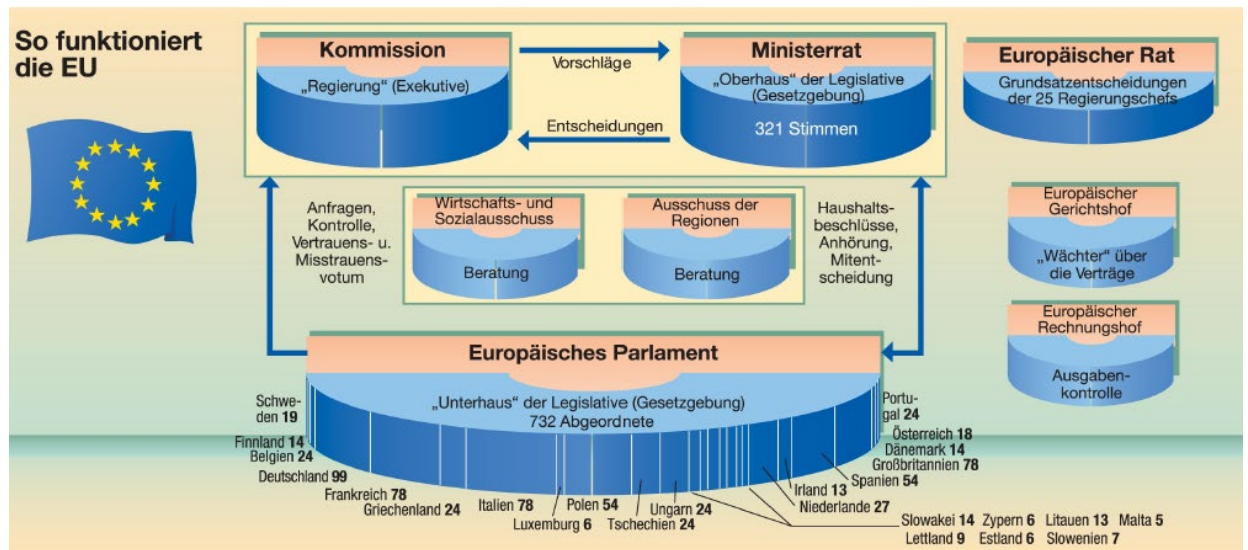 So funktioniert
die EU
Kommission
„Regierung“ (Exekutive)
Vorschläge
Entscheidungen
Ministerrat
„Oberhaus“ der Legislative
(Gesetzgebung)
321 Stimmen
Europäischer Rat
Grundsatzentscheidungen
der 25 Regierungschefs
Anfragen,
Kontrolle,
Vertrauens- u.
Misstrauens-
votum
Wirtschafts- und
Sozialausschuss
Beratung
Ausschuss der
Regionen
Beratung
Haushalts-
beschlüsse,
Anhörung,
Mitent-
scheidung
Europäischer
Gerichtshof
„Wächter“ über
die Verträge
Europäischer
Rechnungshof
Ausgaben-
kontrolle
Europäisches Parlament
„Unterhaus“ der Legislative (Gesetzgebung)
732 Abgeordnete
Schwe-
den 19
Finnland 14
Belgien 24
Deutschland 99
Frankreich 78
Griechenland 24
Italien 78
Luxemburg 6
Polen 54
Tschechien 24
Ungarn 24
Slowakei 14 Zypern 6 Litauen 13 Malta 5
Lettland 9 Estland 6 Slowenien 7
Niederlande 27
Irland 13
Spanien 54
Großbritannien 78
Dänemark 14
Österreich 18
Portu-
gal 24